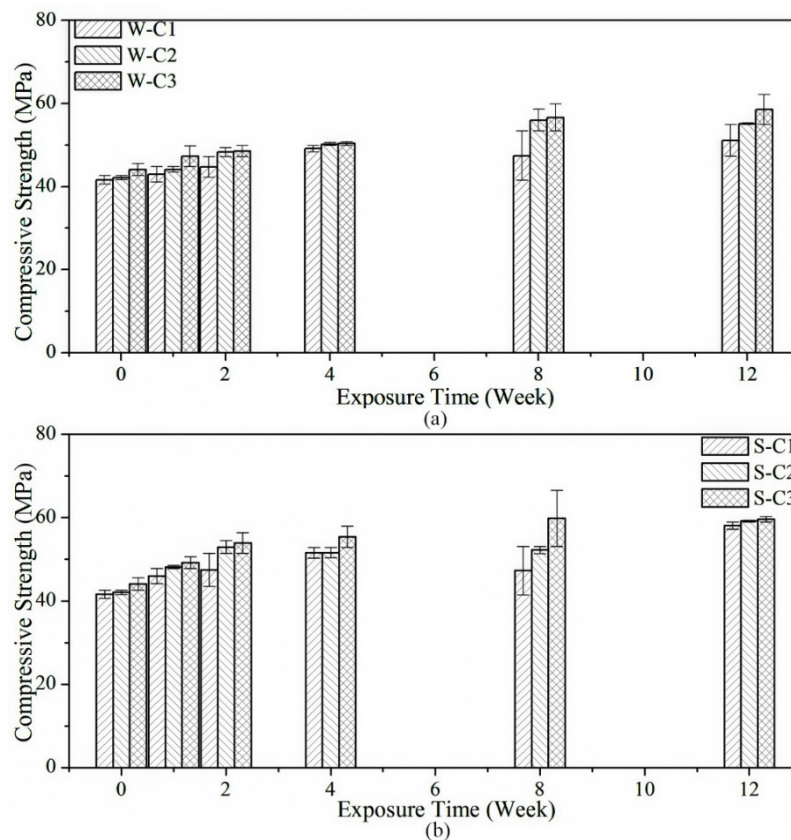 80
W-C1
W-C2
W-C3
60
40
20
0
Compressive Strength (MPa)
0 2 4 6 8 10 12
Exposure Time (Week)
(a)
80
S-C1
S-C2
S-C3
60
40
20
0
Compressive Strength (MPa)
0 2 4 6 8 10 12
Exposure Time (Week)
(b)